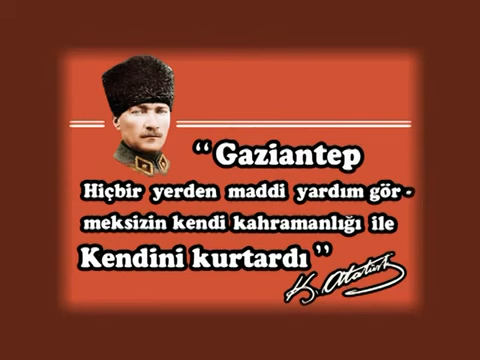 “Gaziantep
Hiçbir yerden maddi yardım gör -
meksizin kendi kahramanlığı ile
Kendini kurtardı”
K. Atatürk